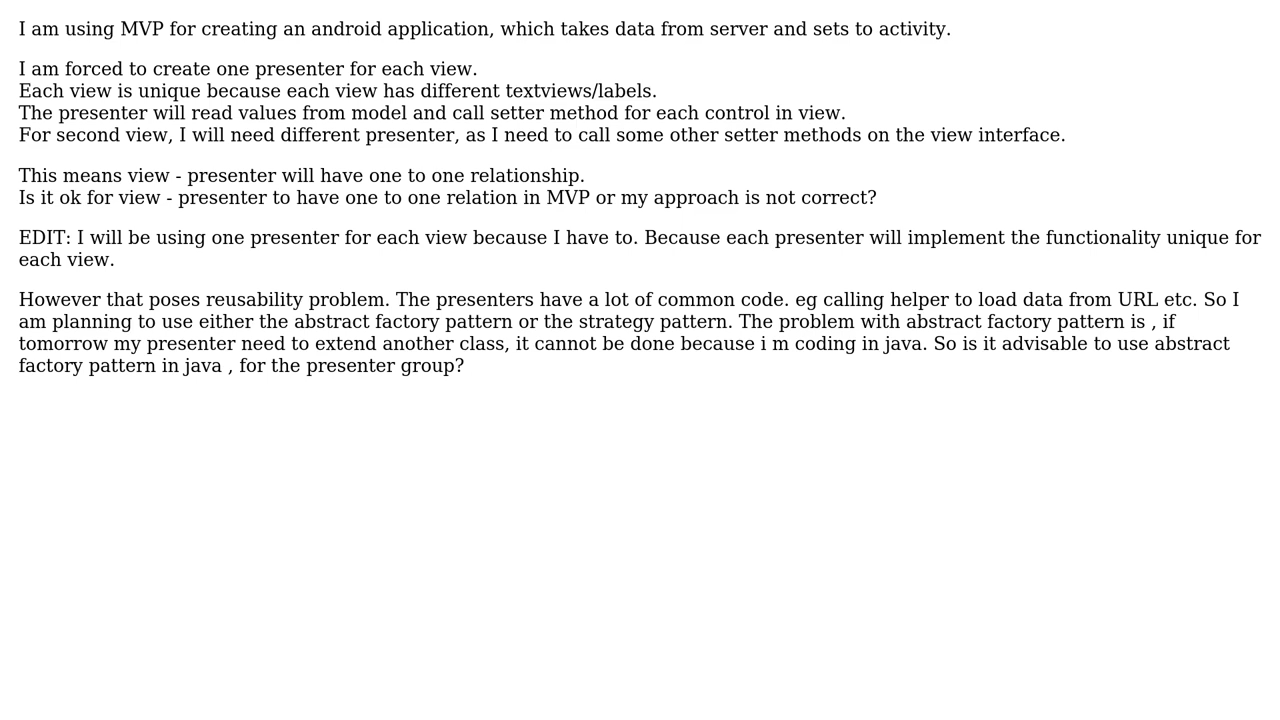 I am using MVP for creating an android application, which takes data from server and sets to activity.
I am forced to create one presenter for each view.
Each view is unique because each view has different textviews/labels.
The presenter will read values from model and call setter method for each control in view.
For second view, I will need different presenter, as I need to call some other setter methods on the view interface.
This means view - presenter will have one to one relationship.
Is it ok for view - presenter to have one to one relation in MVP or my approach is not correct?
EDIT: I will be using one presenter for each view because I have to. Because each presenter will implement the functionality unique for
each view.
However that poses reusability problem. The presenters have a lot of common code. eg calling helper to load data from URL etc. So I
am planning to use either the abstract factory pattern or the strategy pattern. The problem with abstract factory pattern is , if
tomorrow my presenter need to extend another class, it cannot be done because i m coding in java. So is it advisable to use abstract
factory pattern in java , for the presenter group?